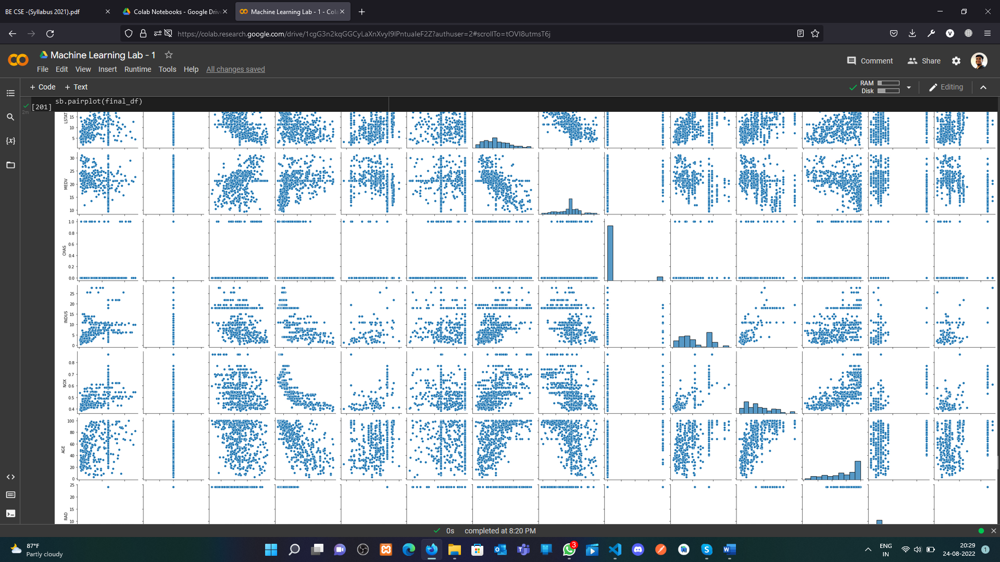 BE CSE -(Syllabus 2021).pdf
Colab Notebooks - Google Driv
Machine Learning Lab - 1 - Cola
https://colab.research.google.com/drive/1cgG3n2kqGGCyLaXnXvyI9IPntuaIeF2Z?authuser=2#scrollTo=tOVI8utmsT6j
Machine Learning Lab - 1
File Edit View Insert Runtime Tools Help All changes saved
Comment Share
+ Code + Text
RAM
Disk
Editing
sb.pairplot(final_df)
[201]
2m
{x}
LSTAT
15
10
5
MEDV
30
25
20
15
10
CHAS
1.0
0.8
0.6
0.4
0.2
0.0
INDUS
25
20
15
10
5
0
NOX
0.8
0.7
0.6
0.5
0.4
AGE
100
80
60
40
20
0
RAD
25
20
15
10
0s completed at 8:20 PM
87°F
Partly cloudy
3
ENG
IN
20:29
24-08-2022
1